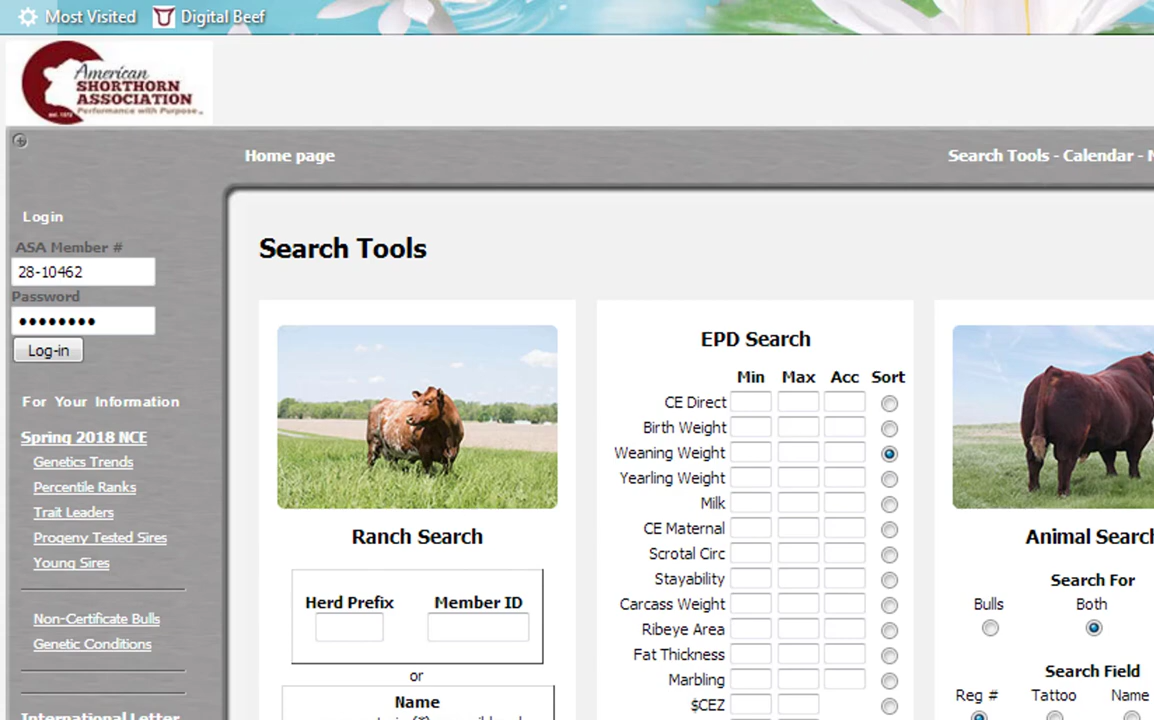 Most Visited Digital Beef
American
SHORTHORN
ASSOCIATION
Performance with Purpose
est. 1872
Home page
Search Tools - Calendar -
Login
ASA Member #
28-10462
Password
Log-in
For Your Information
Spring 2018 NCE
Genetics Trends
Percentile Ranks
Trait Leaders
Progeny Tested Sires
Young Sires
Non-Certificate Bulls
Genetic Conditions
International Letter
Search Tools
Ranch Search
Herd Prefix Member ID
or
Name
EPD Search
Min Max Acc Sort
CE Direct
Birth Weight
Weaning Weight
Yearling Weight
Milk
CE Maternal
Scrotal Circ
Stayability
Carcass Weight
Ribeye Area
Fat Thickness
Marbling
$CEZ
Animal Search
Search For
Bulls Both
Search Field
Reg # Tattoo Name